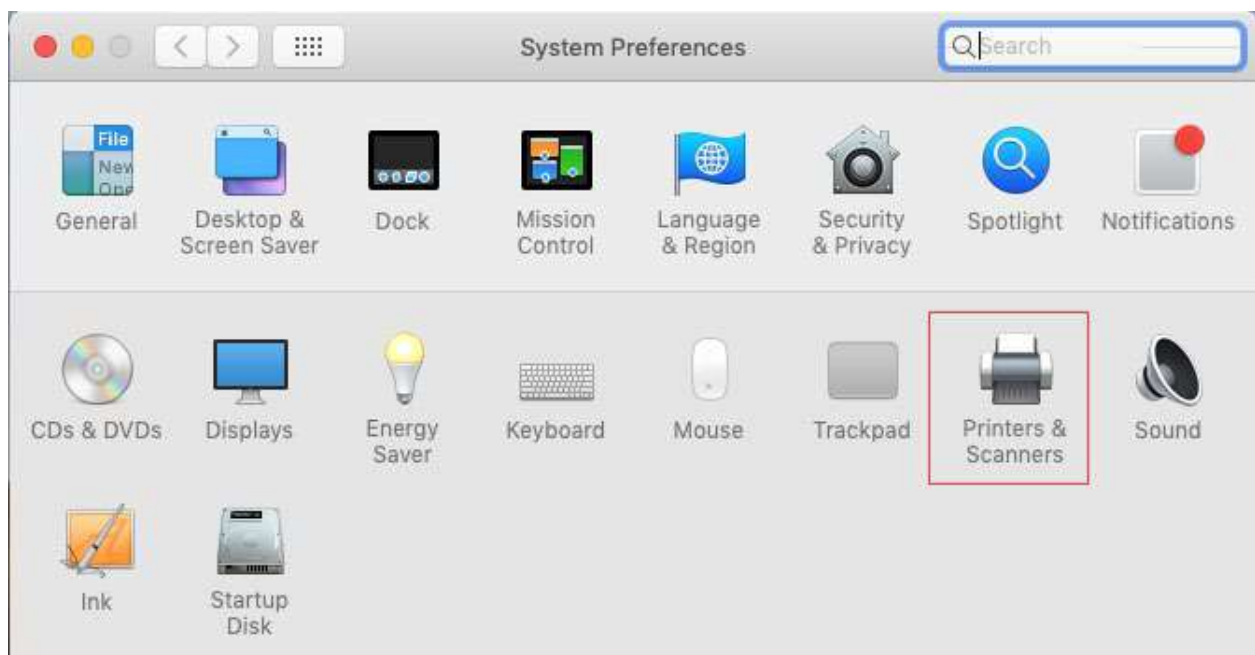 System Preferences
Search
File
New
Ope
General
Desktop &
Screen Saver
Dock
Mission
Control
Language
& Region
Security
& Privacy
Spotlight
Notifications
CDs & DVDs
Displays
Energy
Saver
Keyboard
Mouse
Trackpad
Printers &
Scanners
Sound
Ink
Startup
Disk